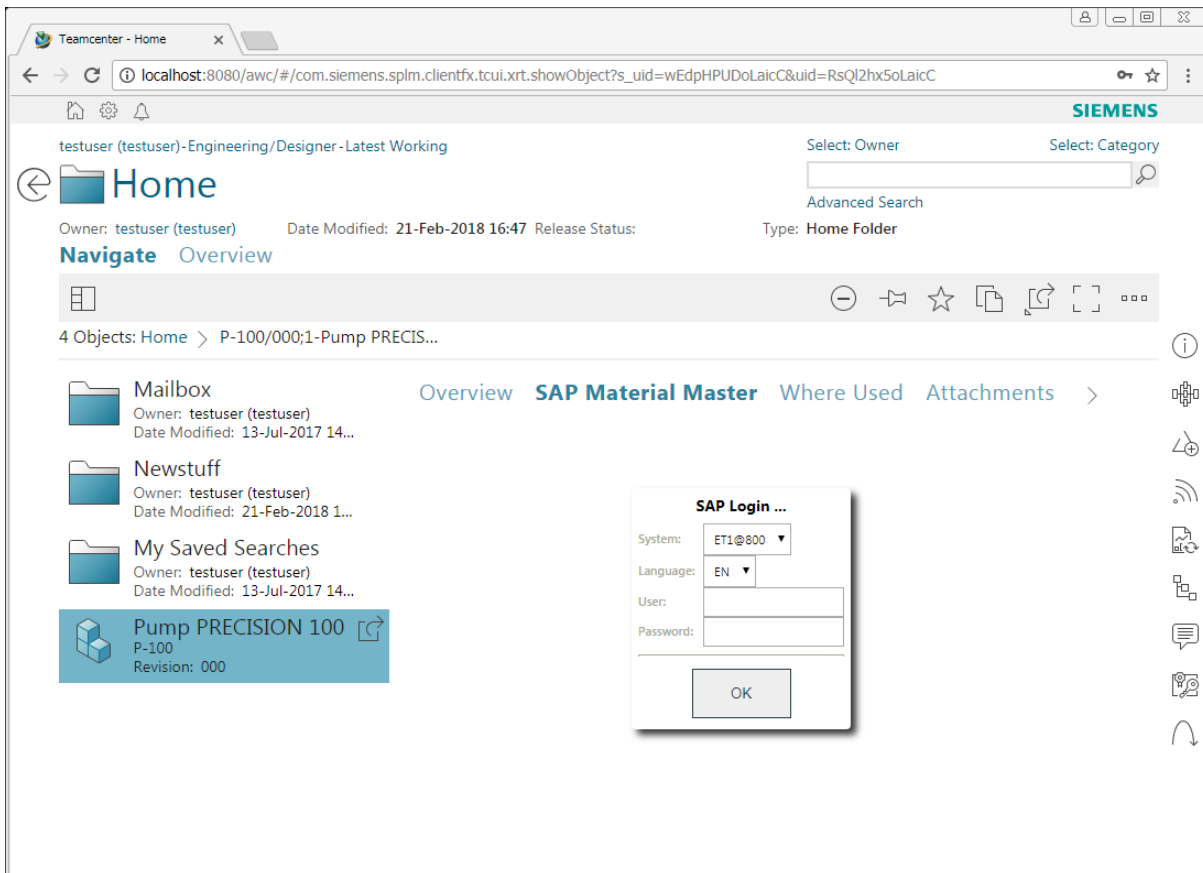 Teamcenter - Home
localhost:8080/awc/#/com.siemens.splm.clientfx.tcui.xrt.showObject?s_uid=wEdpHPUDoLaicC&uid=RsQl2hx5oLaicC
SIEMENS
testuser (testuser)-Engineering/Designer-Latest Working
Select: Owner
Select: Category
Home
Advanced Search
Owner: testuser (testuser) Date Modified: 21-Feb-2018 16:47 Release Status: Type: Home Folder
Navigate Overview
4 Objects: Home > P-100/000;1-Pump PRECIS...
Mailbox
Owner: testuser (testuser)
Date Modified: 13-Jul-2017 14...
Newstuff
Owner: testuser (testuser)
Date Modified: 21-Feb-2018 1...
My Saved Searches
Owner: testuser (testuser)
Date Modified: 13-Jul-2017 14...
Pump PRECISION 100
P-100
Revision: 000
Overview SAP Material Master Where Used Attachments >
SAP Login ...
System: ET1@800
Language: EN
User:
Password:
OK